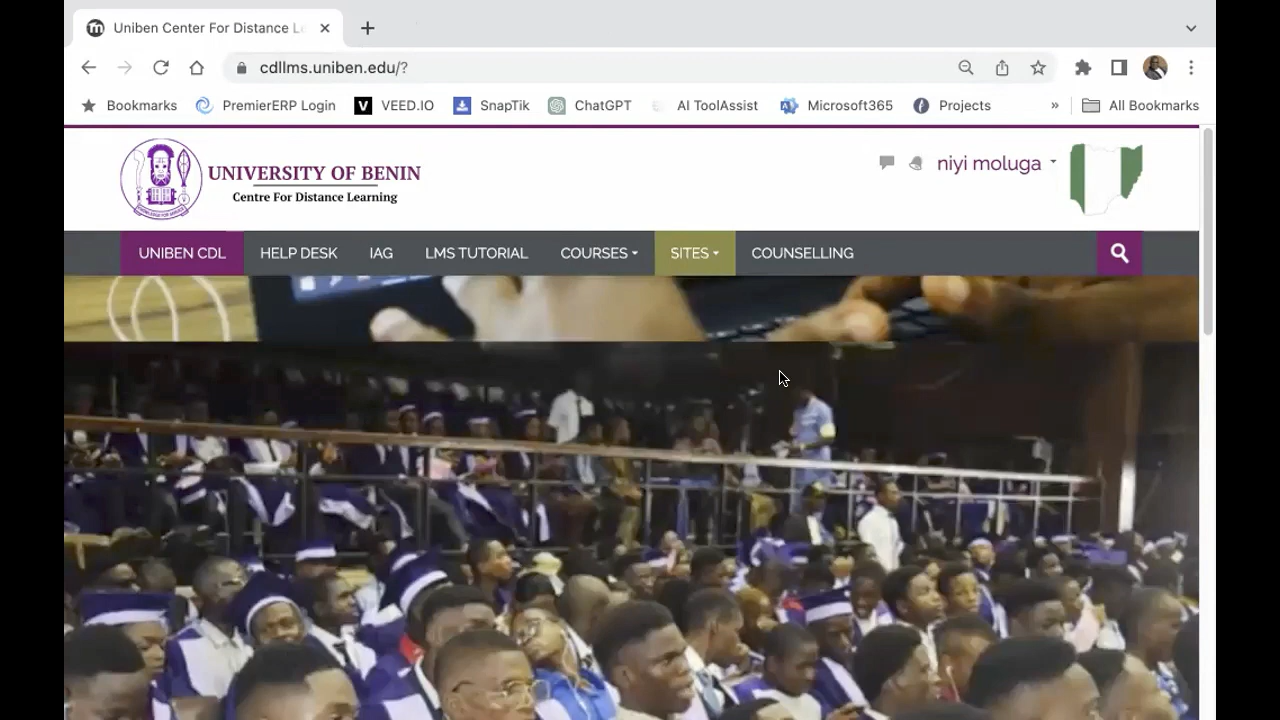 Uniben Center For Distance L
cdllms.uniben.edu/?
Bookmarks PremierERP Login VEED.IO SnapTik ChatGPT AI ToolAssist Microsoft365 Projects » All Bookmarks
UNIVERSITY OF BENIN
Centre For Distance Learning
niyi moluga
UNIBEN CDL HELP DESK IAG LMS TUTORIAL COURSES SITES COUNSELLING